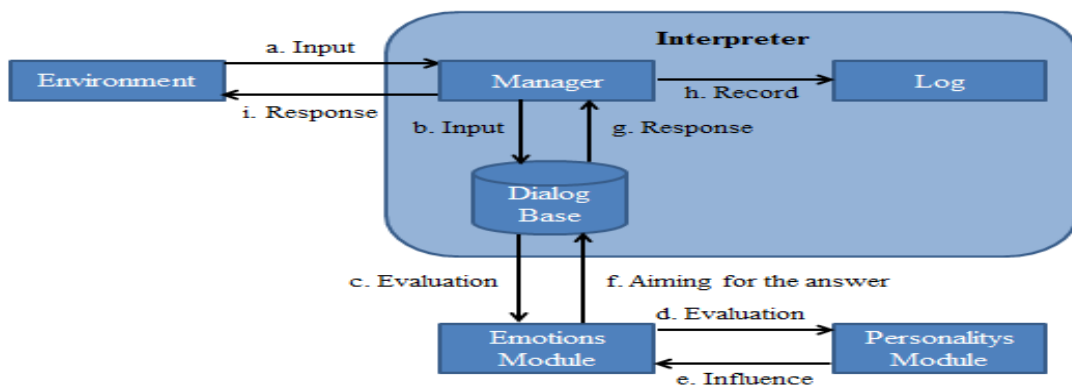 Interpreter
a. Input
Environment
Manager
Log
h. Record
i. Response
b. Input
g. Response
Dialog
Base
c. Evaluation
f. Aiming for the answer
d. Evaluation
Emotions
Module
Personalitys
Module
e. Influence